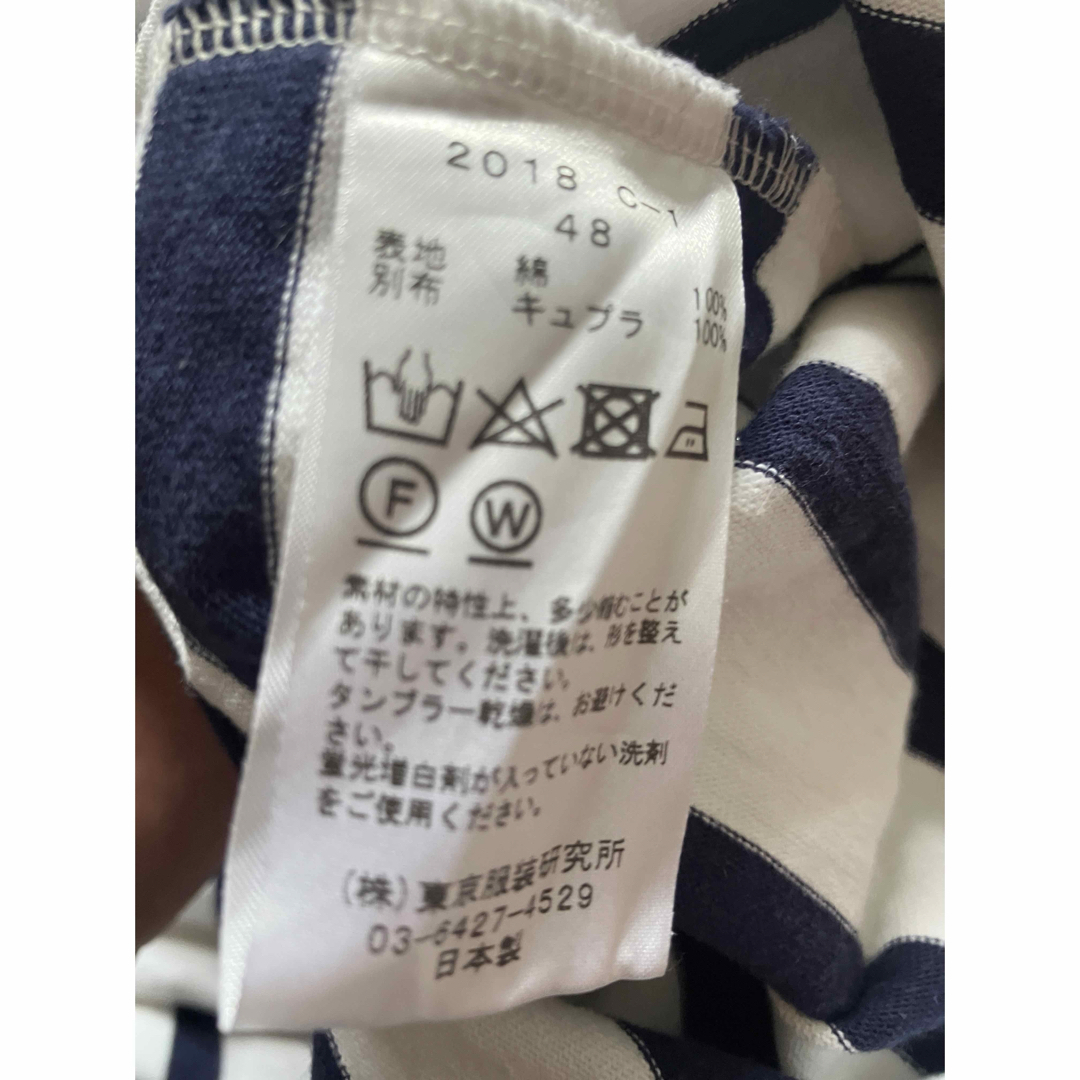 2018 C-1
48
表地 綿 100%
別布 キュプラ 100%
F W
素材の特性上、多少縮むことが
あります。洗濯後は、形を整え
て干してください。
タンブラー乾燥は、お避けくだ
さい。
蛍光増白剤が入っていない洗剤
をご使用ください。
(株)東京服装研究所
03-6427-4529
日本製